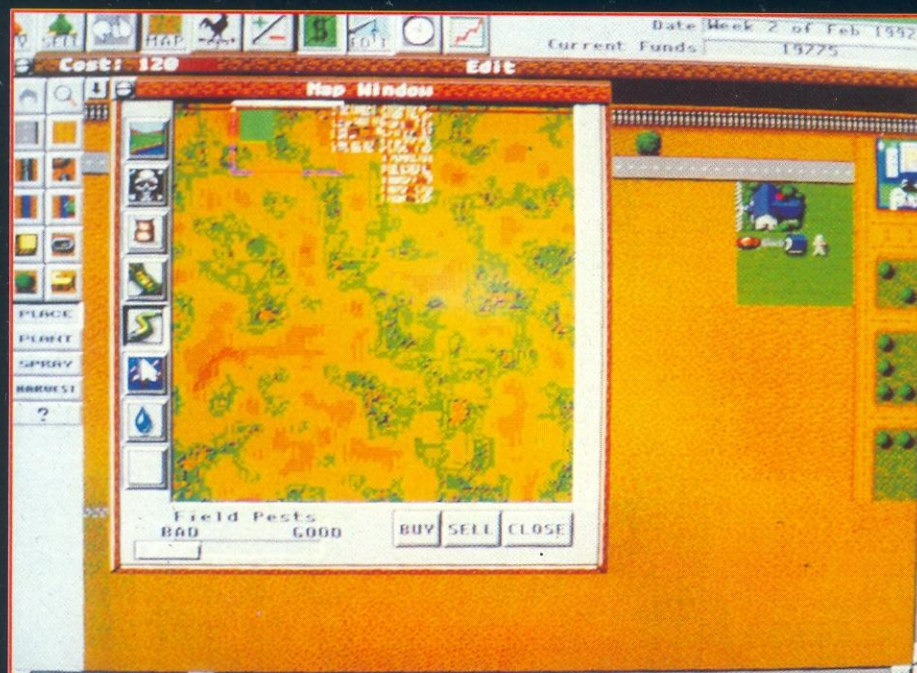 SELL
MAP
EDIT
Date Week 2 of Feb 1992
Current Funds 19775
Cost: 120
Edit
Map Window
PLACE
PLANT
SPRAY
HARVEST
?
Field Pests
BAD GOOD
BUY SELL CLOSE